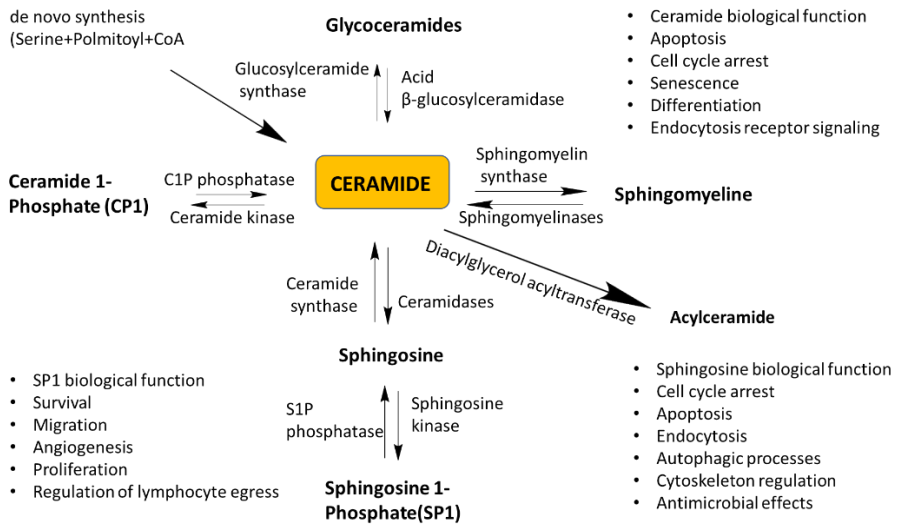 de novo synthesis
(Serine+Polmitoyl+CoA
Glycoceramides
Glucosylceramide
synthase
Acid
β-glucosylceramidase
• Ceramide biological function
• Apoptosis
• Cell cycle arrest
• Senescence
• Differentiation
• Endocytosis receptor signaling
Ceramide 1-
Phosphate (CP1)
C1P phosphatase
Ceramide kinase
CERAMIDE
Sphingomyelin
synthase
Sphingomyelinases
Sphingomyeline
Diacylglycerol acyltransferase
Acylceramide
Ceramide
synthase
Ceramidases
Sphingosine
S1P
phosphatase
Sphingosine
kinase
Sphingosine 1-
Phosphate(SP1)
• SP1 biological function
• Survival
• Migration
• Angiogenesis
• Proliferation
• Regulation of lymphocyte egress
• Sphingosine biological function
• Cell cycle arrest
• Apoptosis
• Endocytosis
• Autophagic processes
• Cytoskeleton regulation
• Antimicrobial effects